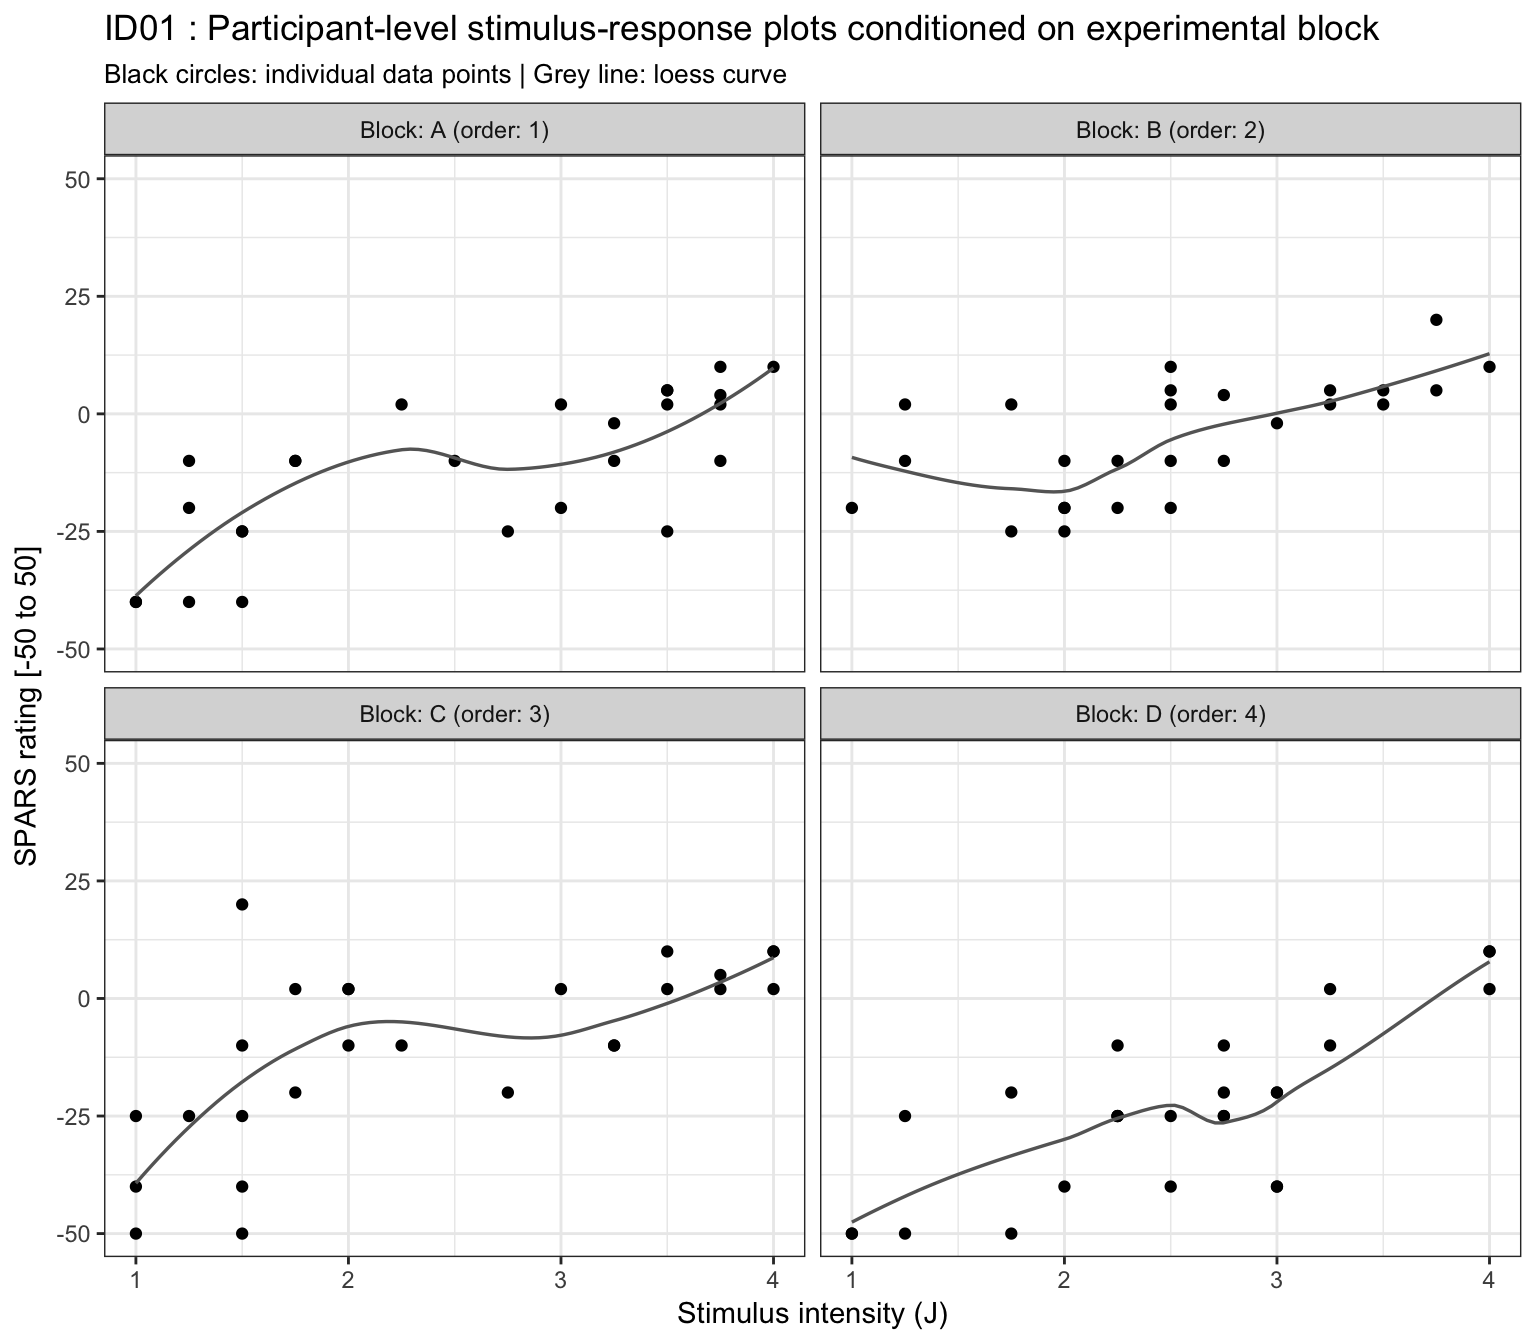 ID01 : Participant-level stimulus-response plots conditioned on experimental block
Black circles: individual data points | Grey line: loess curve
Block: A (order: 1)
Block: B (order: 2)
50
25
0
-25
-50
SPARS rating [-50 to 50]
Block: C (order: 3)
Block: D (order: 4)
50
25
0
-25
-50
1 2 3 4
1 2 3 4
Stimulus intensity (J)